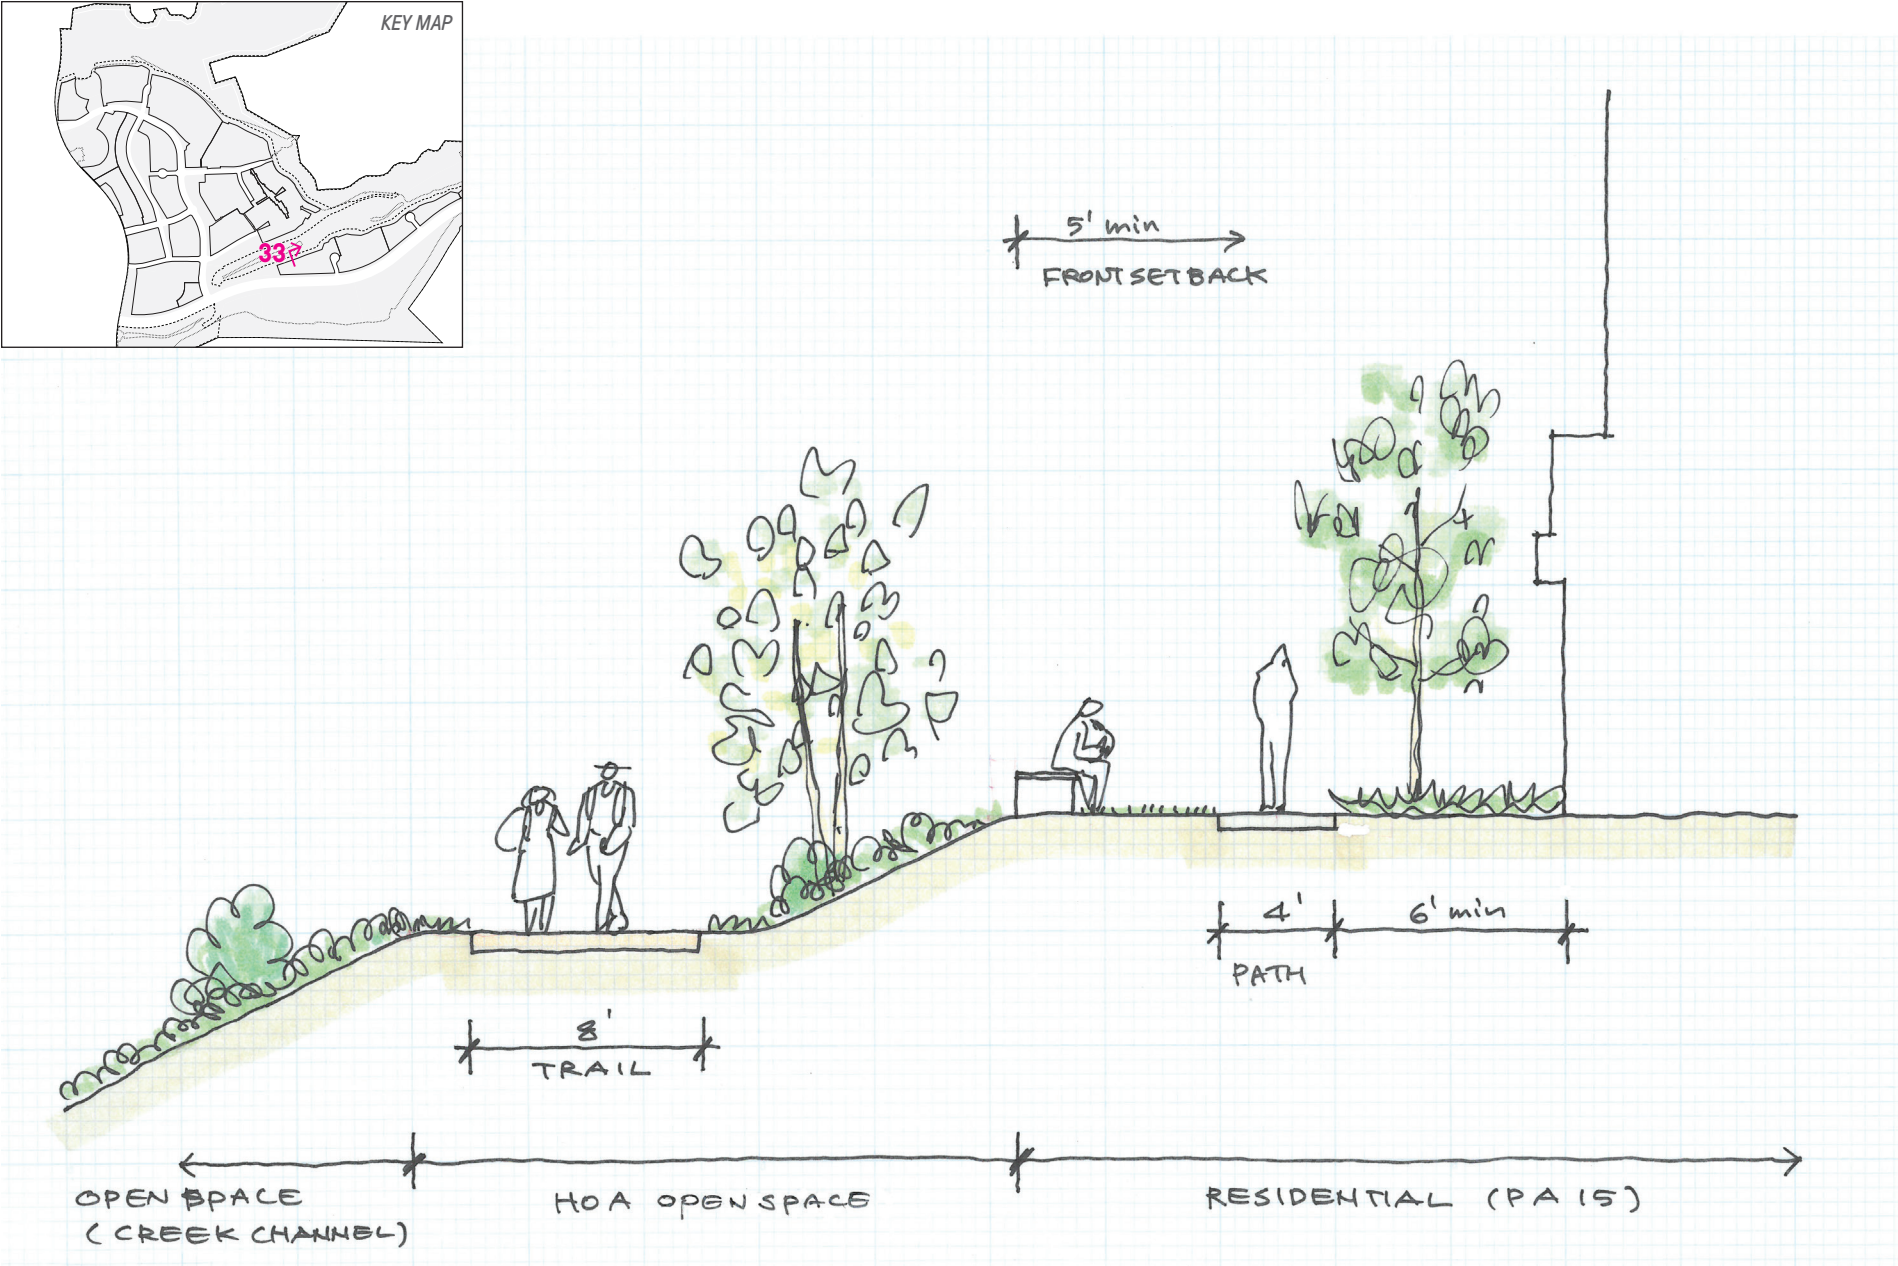 KEY MAP
33
5' min
FRONT SETBACK
4'
6' min
PATH
8'
TRAIL
OPEN SPACE
(CREEK CHANNEL)
HOA OPEN SPACE
RESIDENTIAL (PA 15)